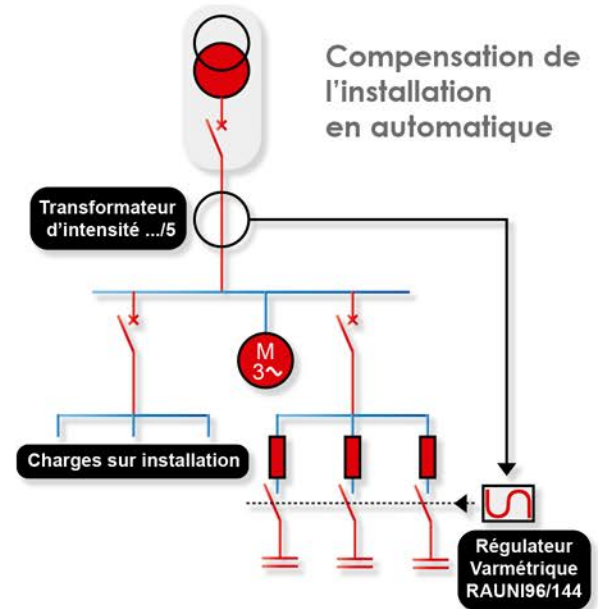 Compensation de
l'installation
en automatique
Transformateur
d'intensité .../5
M
3~
Charges sur installation
Régulateur
Varmétrique
RAUNI96/144